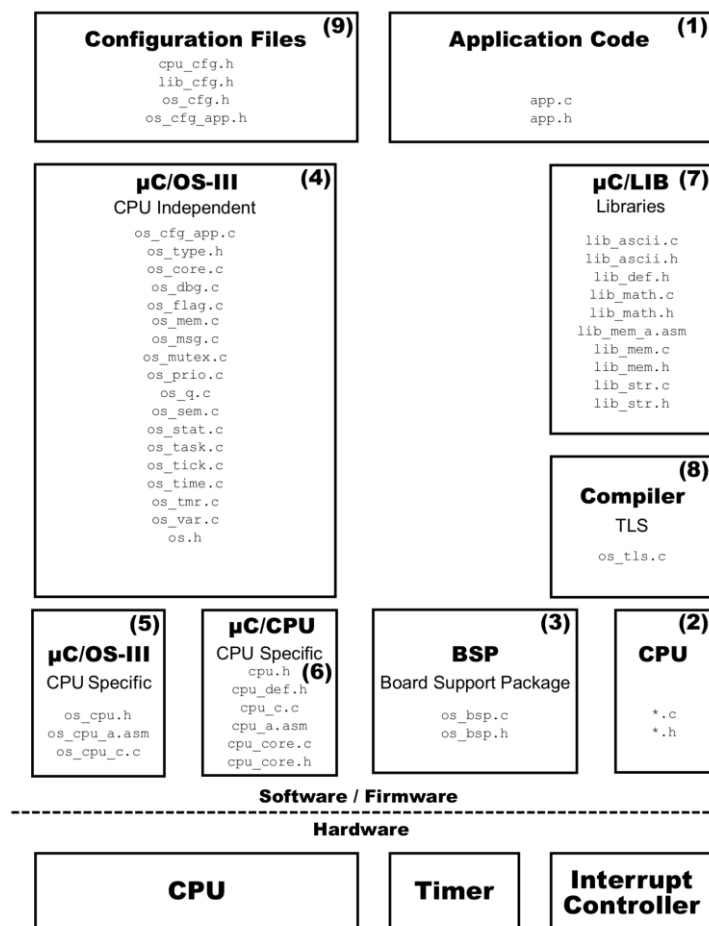 Configuration Files (9)
cpu_cfg.h
lib_cfg.h
os_cfg.h
os_cfg_app.h
Application Code (1)
app.c
app.h
µC/OS-III (4)
CPU Independent
os_cfg_app.c
os_type.h
os_core.c
os_dbg.c
os_flag.c
os_mem.c
os_msg.c
os_mutex.c
os_prio.c
os_q.c
os_sem.c
os_stat.c
os_task.c
os_tick.c
os_time.c
os_tmr.c
os_var.c
os.h
µC/LIB (7)
Libraries
lib_ascii.c
lib_ascii.h
lib_def.h
lib_math.c
lib_math.h
lib_mem_a.asm
lib_mem.c
lib_mem.h
lib_str.c
lib_str.h
(8)
Compiler
TLS
os_tls.c
(5)
µC/OS-III
CPU Specific
os_cpu.h
os_cpu_a.asm
os_cpu_c.c
µC/CPU
CPU Specific
cpu.h (6)
cpu_def.h
cpu_c.c
cpu_a.asm
cpu_core.c
cpu_core.h
(3)
BSP
Board Support Package
os_bsp.c
os_bsp.h
(2)
CPU
*.c
*.h
Software / Firmware
Hardware
CPU
Timer
Interrupt
Controller